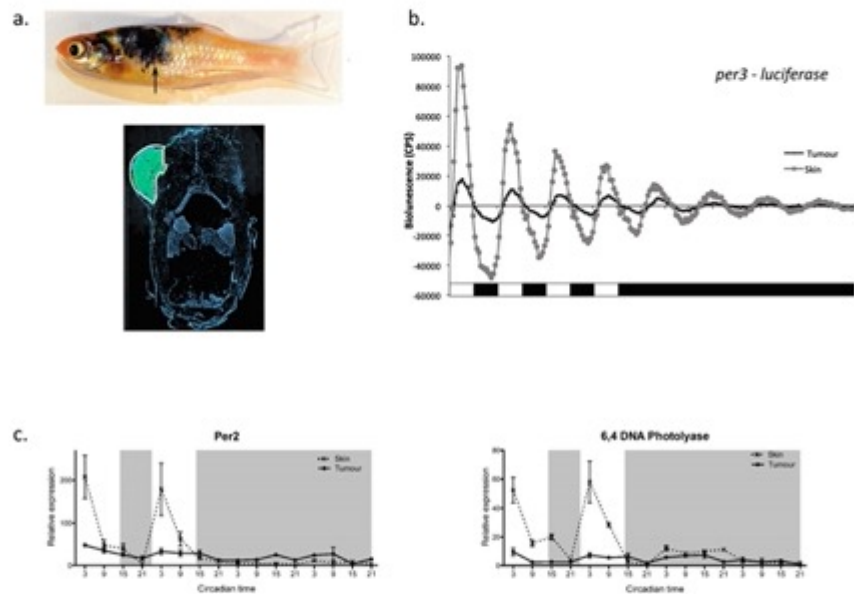 a.
b.
per3 - luciferase
100000
80000
60000
40000
20000
0
-20000
-40000
-60000
Bioluminescence (CPS)
Tumour
Skin
c.
Per2
Skin
Tumour
Relative expression
200
100
0
3 9 15 21 3 9 15 21 3 9 15 21 3 9 15 21
Circadian time
6,4 DNA Photolyase
Skin
Tumour
Relative expression
80
60
40
20
0
3 9 15 21 3 9 15 21 3 9 15 21 3 9 15 21
Circadian time